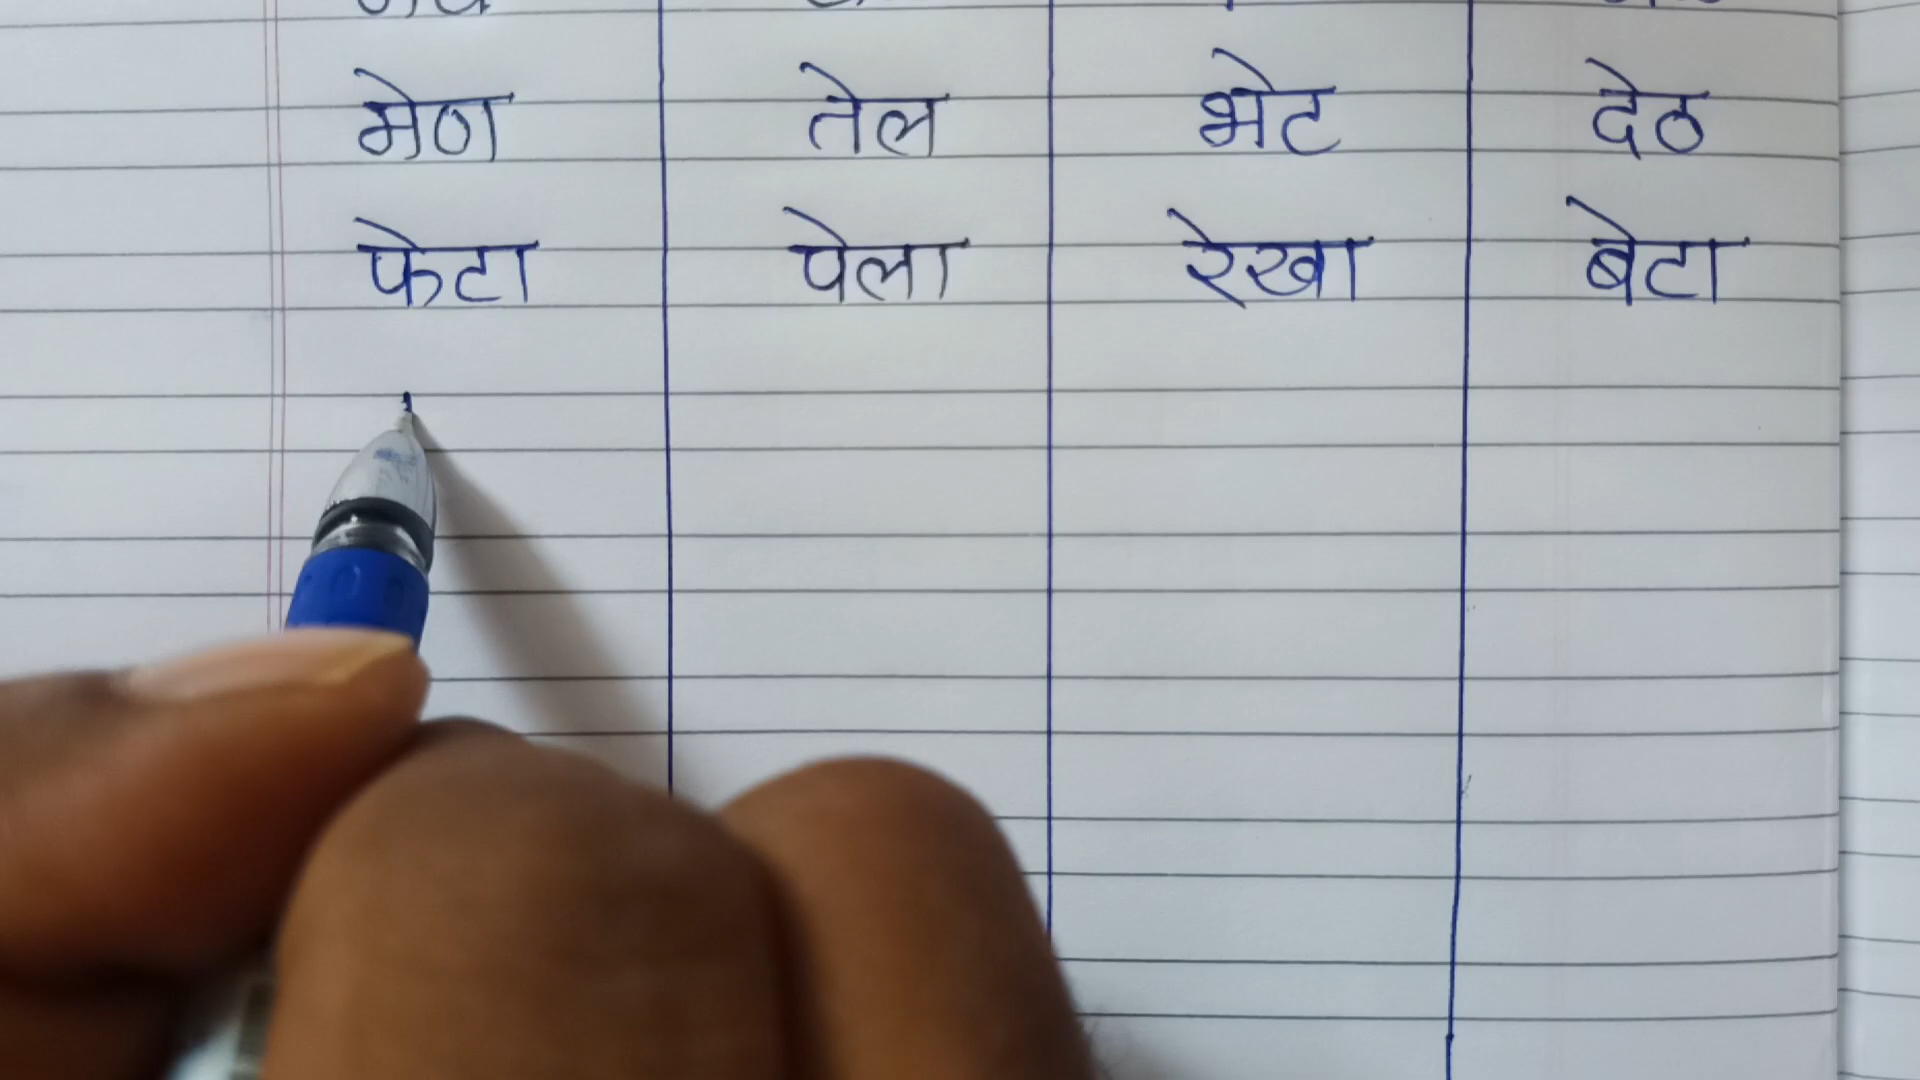 मेण तेल भेट देठ
फेटा पेला रेखा बेटा